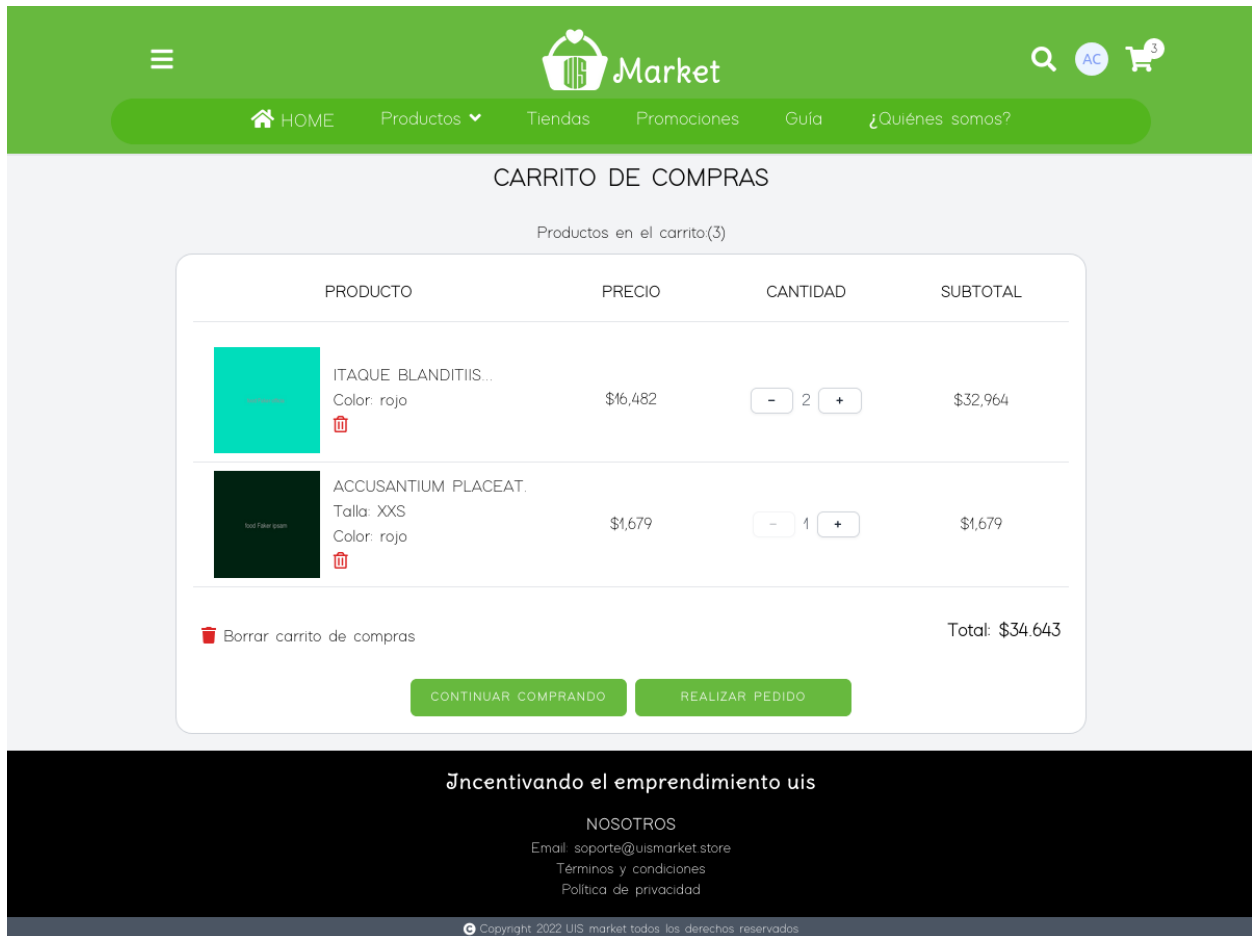 UIS Market
AC 3
HOME Productos Tiendas Promociones Guía ¿Quiénes somos?
CARRITO DE COMPRAS
Productos en el carrito:(3)
PRODUCTO PRECIO CANTIDAD SUBTOTAL
ITAQUE BLANDITIIS...
Color: rojo
$16,482 - 2 + $32,964
ACCUSANTIUM PLACEAT.
Talla: XXS
food Faker ipsam
Color: rojo
$1,679 - 1 + $1,679
Borrar carrito de compras
Total: $34.643
CONTINUAR COMPRANDO REALIZAR PEDIDO
Incentivando el emprendimiento uis
NOSOTROS
Email: soporte@uismarket.store
Términos y condiciones
Política de privacidad
Copyright 2022 UIS market todos los derechos reservados